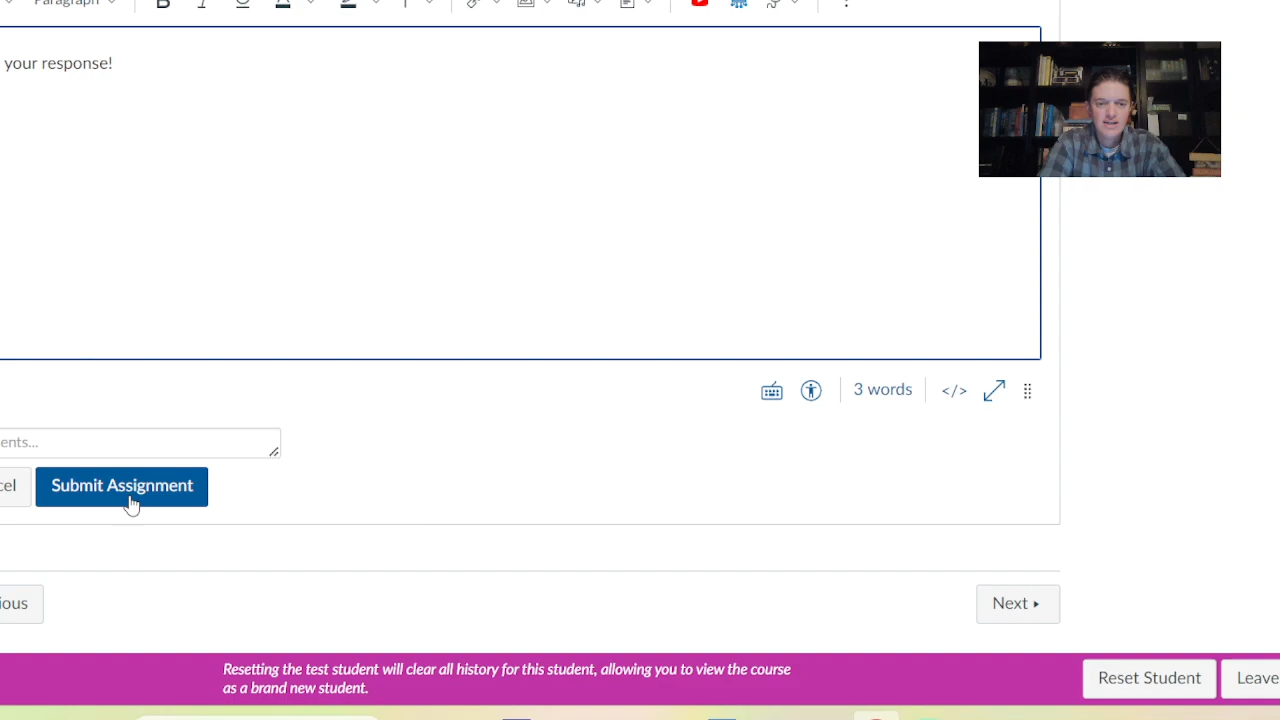 Paragraph
your response!
3 words
</>
ents...
cel
Submit Assignment
ious
Next
Resetting the test student will clear all history for this student, allowing you to view the course
as a brand new student.
Reset Student
Leave